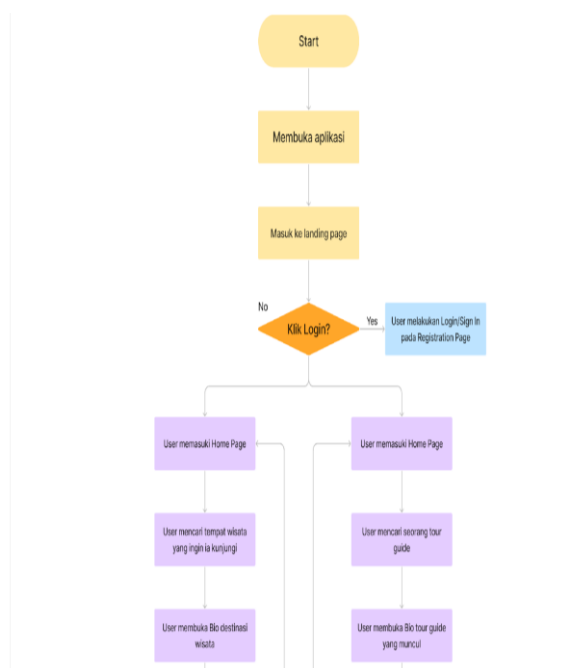 Start
Membuka aplikasi
Masuk ke landing page
No
Klik Login?
Yes
User melakukan Login/Sign In
pada Registration Page
User memasuki Home Page
User memasuki Home Page
User mencari tempat wisata
yang ingin ia kunjungi
User mencari seorang tour
guide
User membuka Bio destinasi
wisata
User membuka Bio tour guide
yang muncul